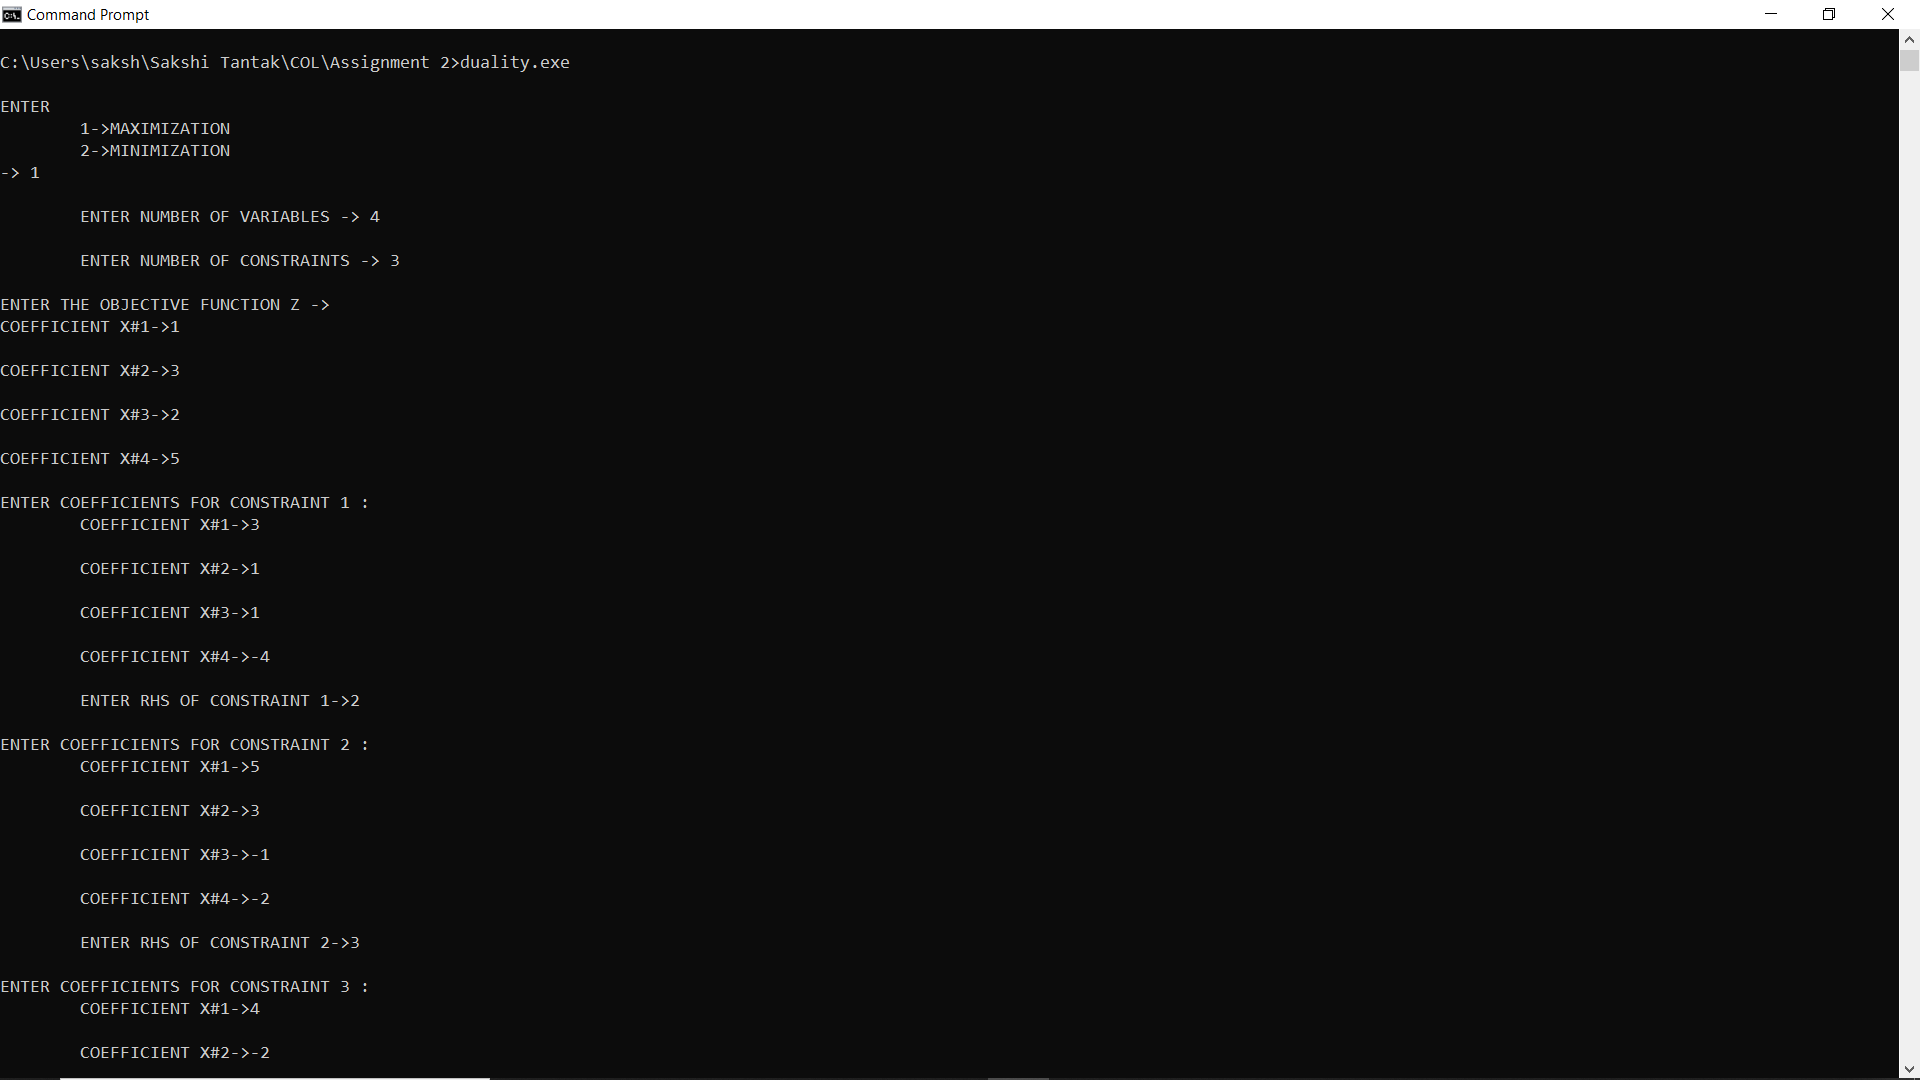 Command Prompt
C:\Users\saksh\Sakshi Tantak\COL\Assignment 2>duality.exe
ENTER
1->MAXIMIZATION
2->MINIMIZATION
-> 1
ENTER NUMBER OF VARIABLES -> 4
ENTER NUMBER OF CONSTRAINTS -> 3
ENTER THE OBJECTIVE FUNCTION Z ->
COEFFICIENT X#1->1
COEFFICIENT X#2->3
COEFFICIENT X#3->2
COEFFICIENT X#4->5
ENTER COEFFICIENTS FOR CONSTRAINT 1 :
COEFFICIENT X#1->3
COEFFICIENT X#2->1
COEFFICIENT X#3->1
COEFFICIENT X#4->-4
ENTER RHS OF CONSTRAINT 1->2
ENTER COEFFICIENTS FOR CONSTRAINT 2 :
COEFFICIENT X#1->5
COEFFICIENT X#2->3
COEFFICIENT X#3->-1
COEFFICIENT X#4->-2
ENTER RHS OF CONSTRAINT 2->3
ENTER COEFFICIENTS FOR CONSTRAINT 3 :
COEFFICIENT X#1->4
COEFFICIENT X#2->-2